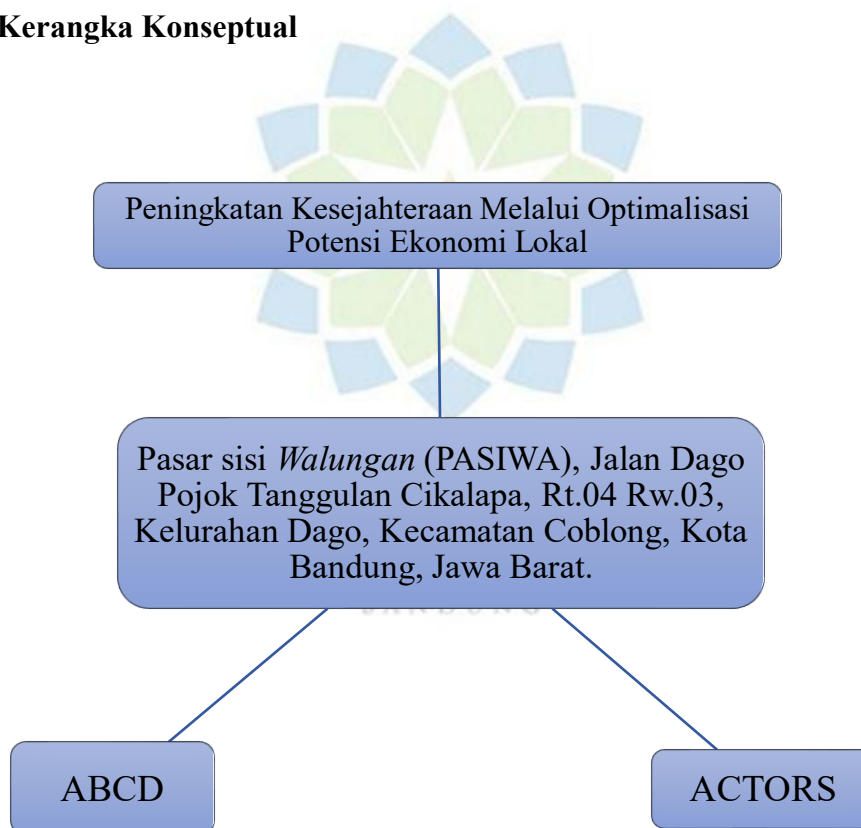 Kerangka Konseptual
Peningkatan Kesejahteraan Melalui Optimalisasi
Potensi Ekonomi Lokal
Pasar sisi Walungan (PASIWA), Jalan Dago
Pojok Tanggulan Cikalapa, Rt.04 Rw.03,
Kelurahan Dago, Kecamatan Coblong, Kota
Bandung, Jawa Barat.
ABCD
ACTORS